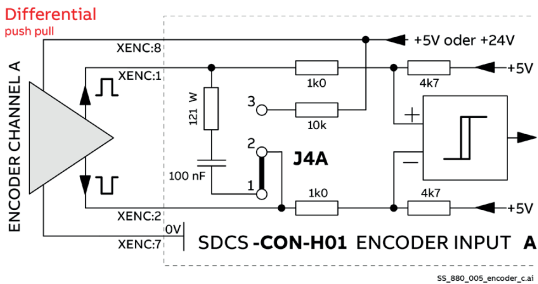 Differential
push pull
XENC:8
+5V oder +24V
XENC:1
1k0
4k7
+5V
ENCODER CHANNEL A
121 W
3
10k
+
2
J4A
100 nF
1
−
1k0
4k7
+5V
XENC:2
0V
XENC:7
SDCS -CON-H01 ENCODER INPUT A
SS_880_005_encoder_c.ai